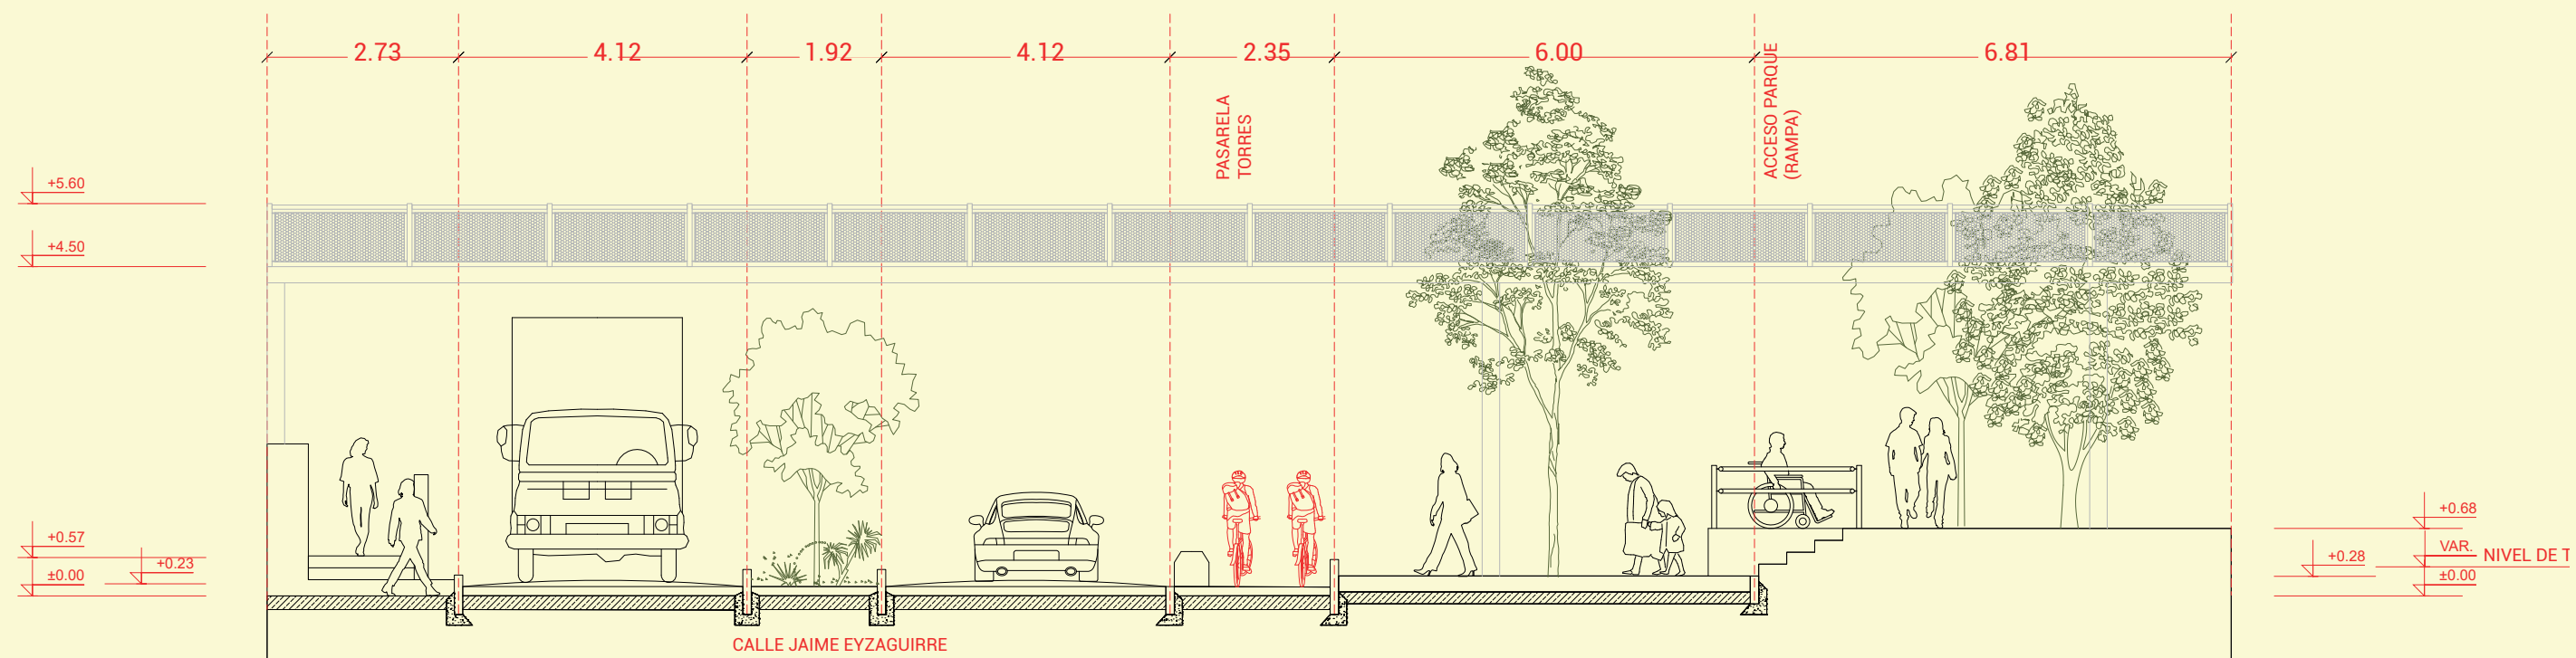 2.73 4.12 1.92 4.12 2.35 6.00 6.81
PASARELA
TORRES
ACCESO PARQUE
(RAMPA)
+5.60
+4.50
+0.57
+0.23
±0.00
+0.68
VAR. NIVEL DE T
+0.28
±0.00
CALLE JAIME EYZAGUIRRE